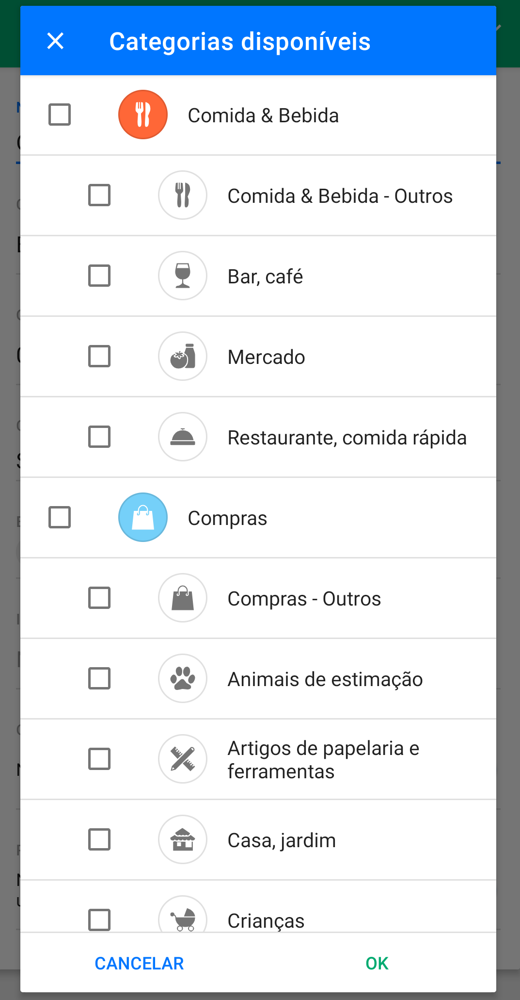 Categorias disponíveis
Comida & Bebida
Comida & Bebida - Outros
Bar, café
Mercado
Restaurante, comida rápida
Compras
Compras - Outros
Animais de estimação
Artigos de papelaria e
ferramentas
Casa, jardim
Crianças
CANCELAR
OK